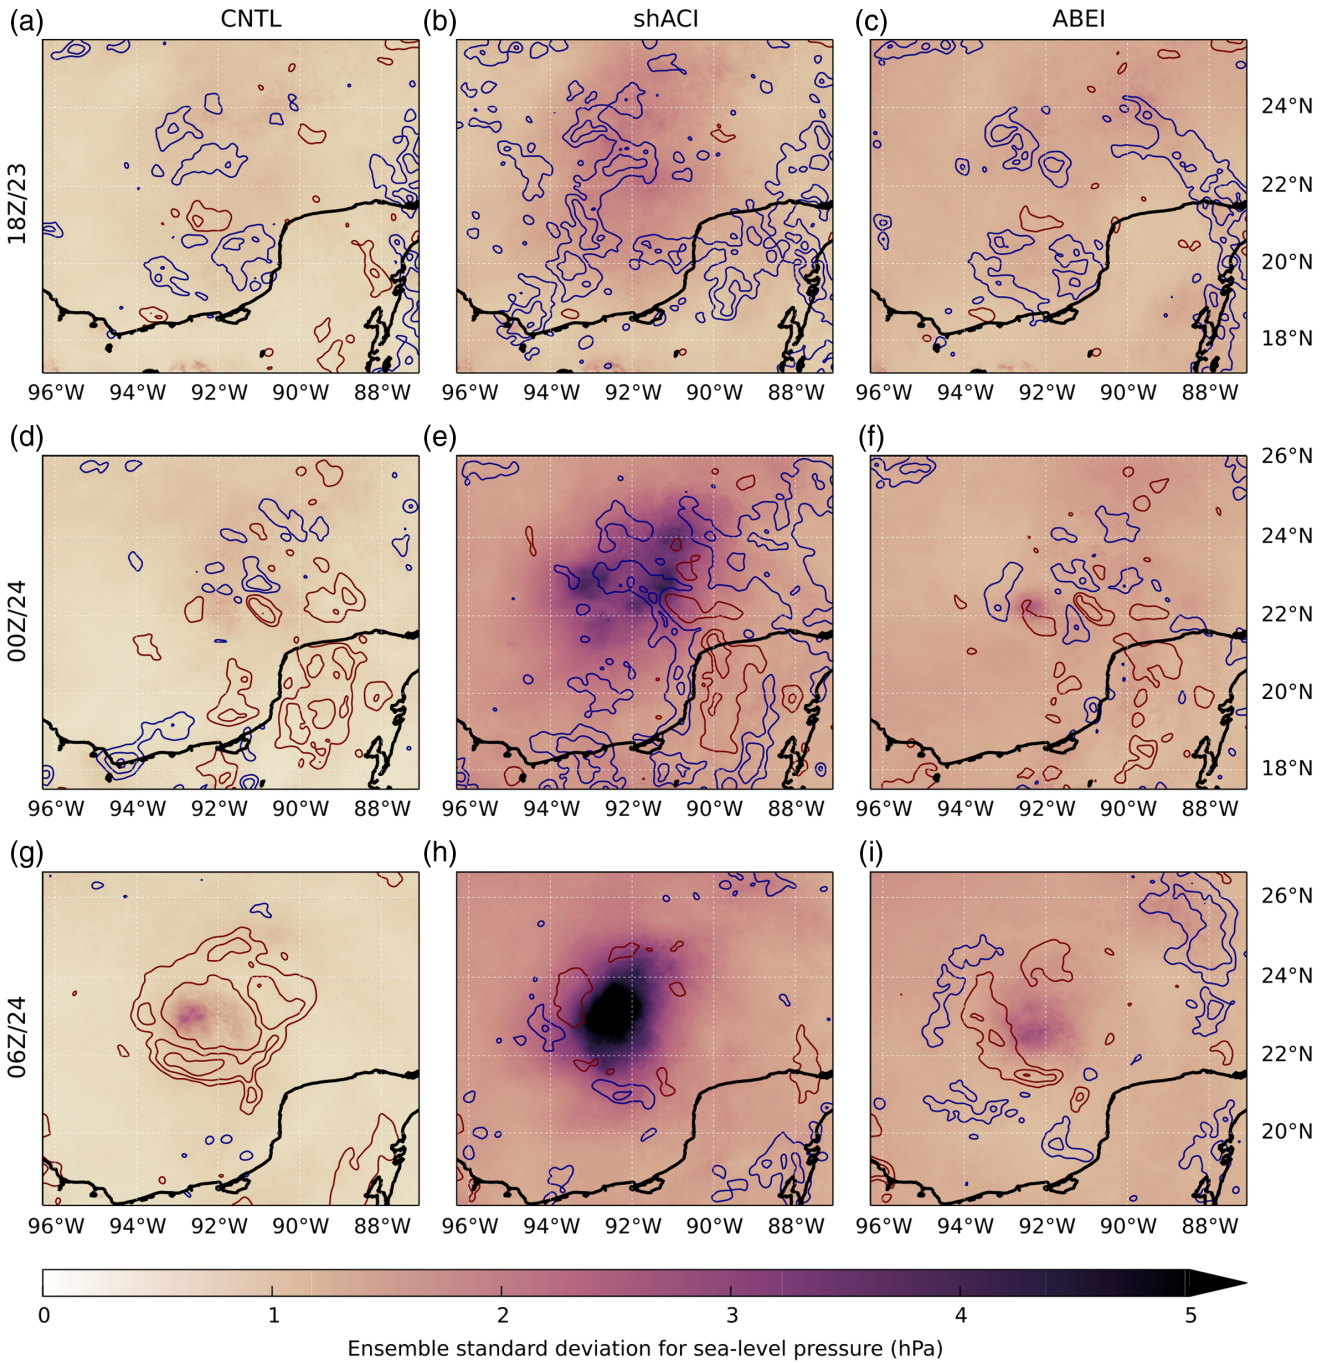 (a) CNTL (b) shACI (c) ABEI
18Z/23
24°N
22°N
20°N
18°N
96°W 94°W 92°W 90°W 88°W 96°W 94°W 92°W 90°W 88°W 96°W 94°W 92°W 90°W 88°W
(d) (e) (f)
00Z/24
26°N
24°N
22°N
20°N
18°N
96°W 94°W 92°W 90°W 88°W 96°W 94°W 92°W 90°W 88°W 96°W 94°W 92°W 90°W 88°W
(g) (h) (i)
06Z/24
26°N
24°N
22°N
20°N
96°W 94°W 92°W 90°W 88°W 96°W 94°W 92°W 90°W 88°W 96°W 94°W 92°W 90°W 88°W
0 1 2 3 4 5
Ensemble standard deviation for sea-level pressure (hPa)